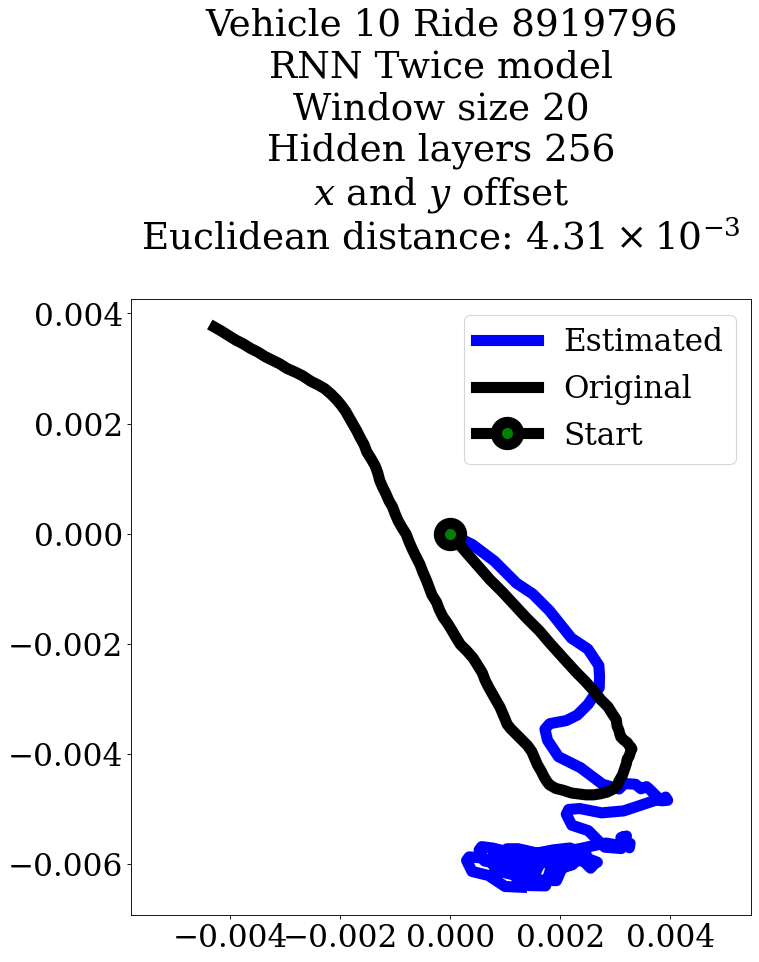 Vehicle 10 Ride 8919796
RNN Twice model
Window size 20
Hidden layers 256
x and y offset
Euclidean distance: 4.31 × 10⁻³
Estimated
Original
Start
0.004
0.002
0.000
−0.002
−0.004
−0.006
−0.004 −0.002 0.000 0.002 0.004